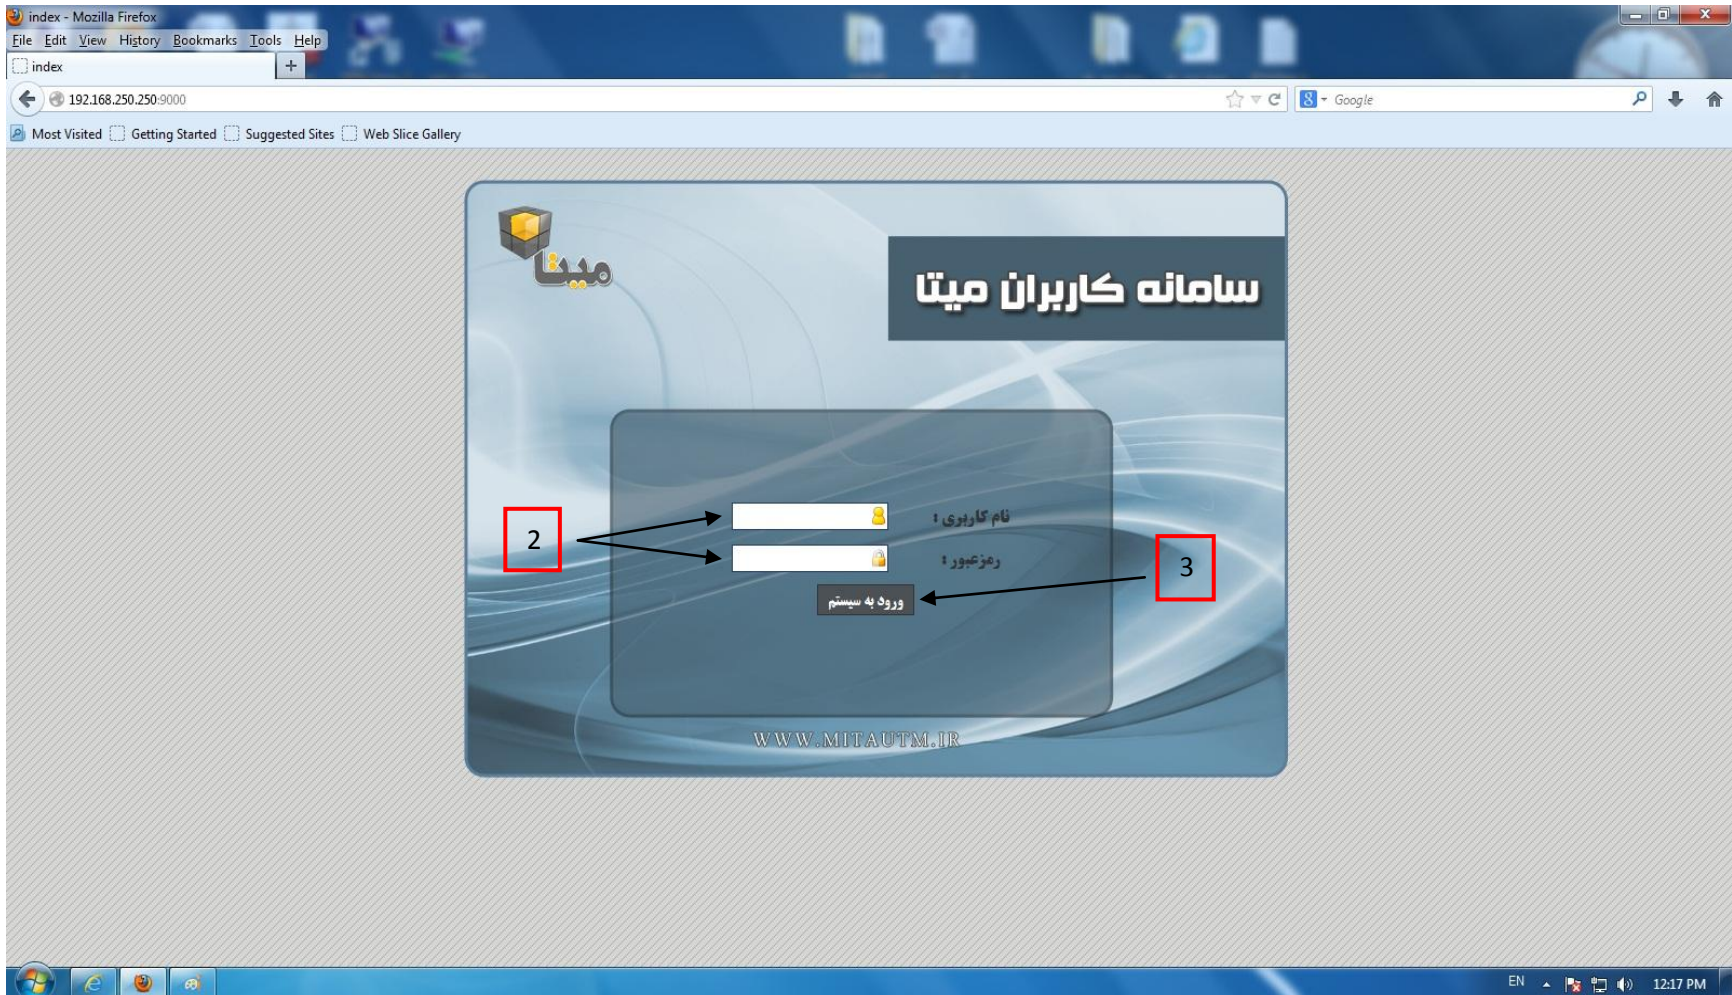 index - Mozilla Firefox
File Edit View History Bookmarks Tools Help
index
192.168.250.250:9000
Google
Most Visited Getting Started Suggested Sites Web Slice Gallery
میتا
سامانه کاربران میتا
نام کاربری :
2
رمز عبور :
3
ورود به سیستم
WWW.MITAUTM.IR
EN
12:17 PM